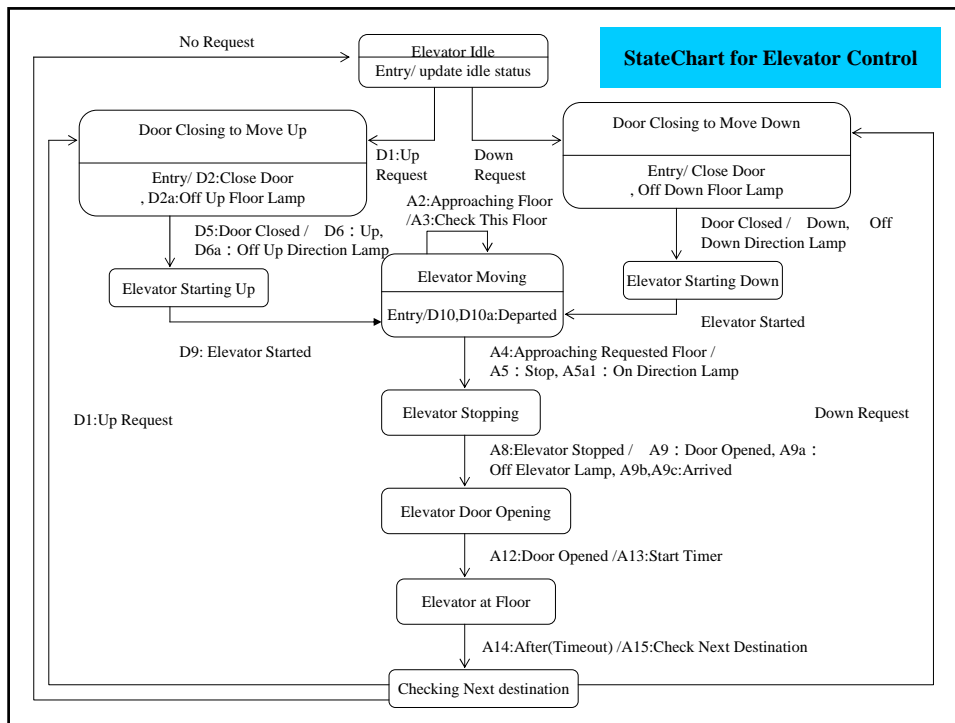 No Request
Elevator Idle
Entry/ update idle status
StateChart for Elevator Control
Door Closing to Move Up
Entry/ D2:Close Door
, D2a:Off Up Floor Lamp
D1:Up
Request
Down
Request
Door Closing to Move Down
Entry/ Close Door
, Off Down Floor Lamp
A2:Approaching Floor
/A3:Check This Floor
D5:Door Closed / D6：Up,
D6a：Off Up Direction Lamp
Door Closed / Down, Off
Down Direction Lamp
Elevator Starting Up
Elevator Moving
Entry/D10,D10a:Departed
Elevator Starting Down
D9: Elevator Started
Elevator Started
A4:Approaching Requested Floor /
A5：Stop, A5a1：On Direction Lamp
Elevator Stopping
D1:Up Request
Down Request
A8:Elevator Stopped / A9：Door Opened, A9a：
Off Elevator Lamp, A9b,A9c:Arrived
Elevator Door Opening
A12:Door Opened /A13:Start Timer
Elevator at Floor
A14:After(Timeout) /A15:Check Next Destination
Checking Next destination